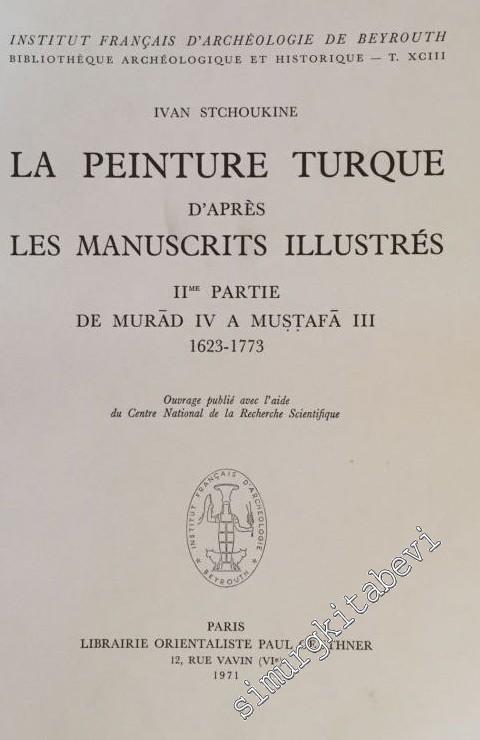 INSTITUT FRANÇAIS D'ARCHÉOLOGIE DE BEYROUTH
BIBLIOTHÈQUE ARCHÉOLOGIQUE ET HISTORIQUE — T. XCIII
IVAN STCHOUKINE
LA PEINTURE TURQUE
D'APRÈS
LES MANUSCRITS ILLUSTRÉS
IIME PARTIE
DE MURĀD IV A MUṢṬAFĀ III
1623-1773
Ouvrage publié avec l'aide
du Centre National de la Recherche Scientifique
INSTITUT FRANÇAIS D'ARCHÉOLOGIE
BEYROUTH
PARIS
LIBRAIRIE ORIENTALISTE PAUL GEUTHNER
12, RUE VAVIN (VIe)
1971
simurgkitabevi